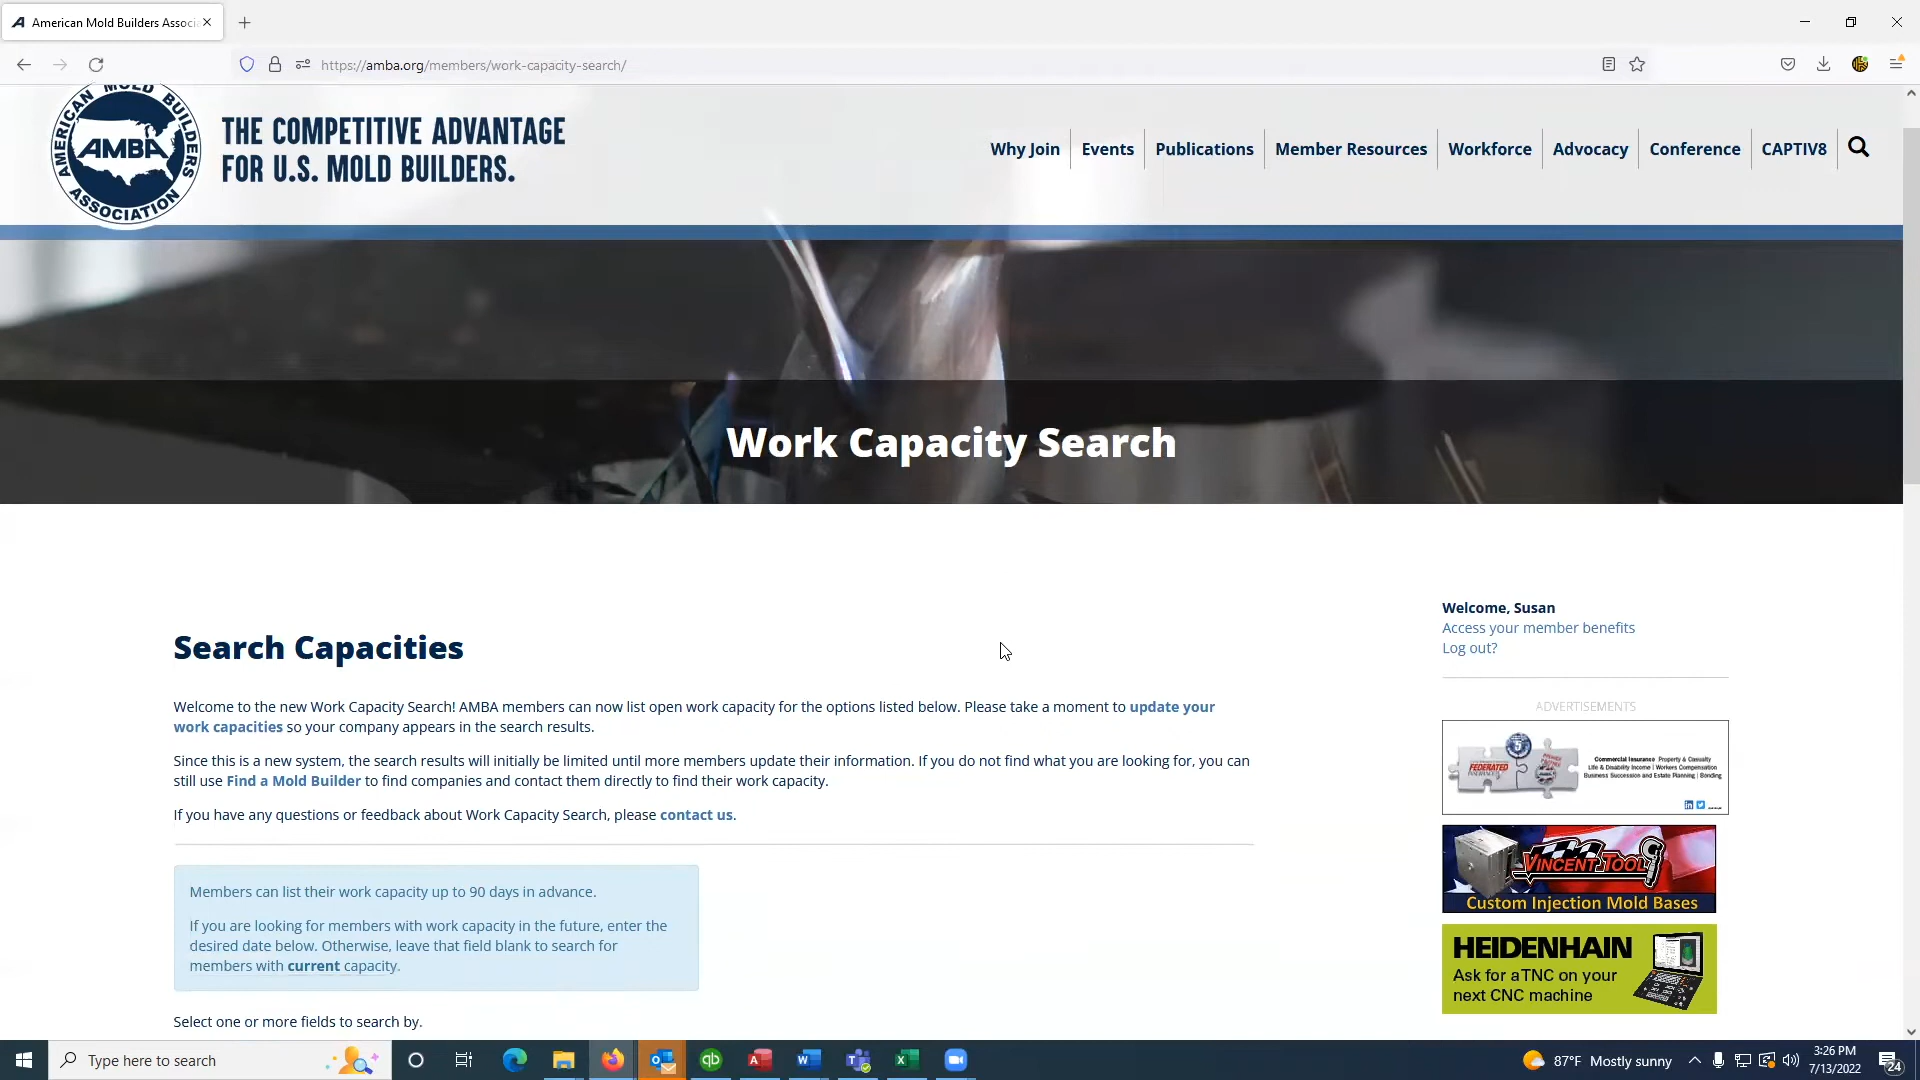 American Mold Builders Associ
https://amba.org/members/work-capacity-search/
AMERICAN MOLD BUILDERS
AMBA
ASSOCIATION
THE COMPETITIVE ADVANTAGE
FOR U.S. MOLD BUILDERS.
Why Join
Events
Publications
Member Resources
Workforce
Advocacy
Conference
CAPTIV8
Work Capacity Search
Search Capacities
Welcome to the new Work Capacity Search! AMBA members can now list open work capacity for the options listed below. Please take a moment to update your
work capacities so your company appears in the search results.
Since this is a new system, the search results will initially be limited until more members update their information. If you do not find what you are looking for, you can
still use Find a Mold Builder to find companies and contact them directly to find their work capacity.
If you have any questions or feedback about Work Capacity Search, please contact us.
Members can list their work capacity up to 90 days in advance.
If you are looking for members with work capacity in the future, enter the
desired date below. Otherwise, leave that field blank to search for
members with current capacity.
Select one or more fields to search by.
Welcome, Susan
Access your member benefits
Log out?
ADVERTISEMENTS
FEDERATED
INSURANCE
Commercial Insurance Property & Casualty
Life & Disability Income | Workers Compensation
Business Succession and Estate Planning | Bonding
VINCENT TOOL
Custom Injection Mold Bases
HEIDENHAIN
Ask for a TNC on your
next CNC machine
Type here to search
87°F Mostly sunny
3:26 PM
7/13/2022
24